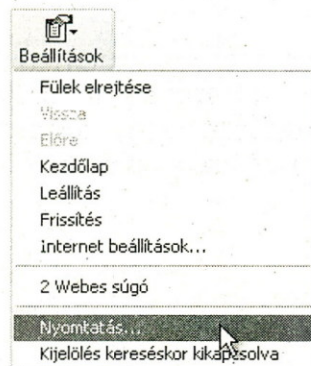 Beállítások
Fülek elrejtése
Vissza
Előre
Kezdőlap
Leállítás
Frissítés
Internet beállítások...
2 Webes súgó
Nyomtatás...
Kijelölés kereséskor kikapcsolva